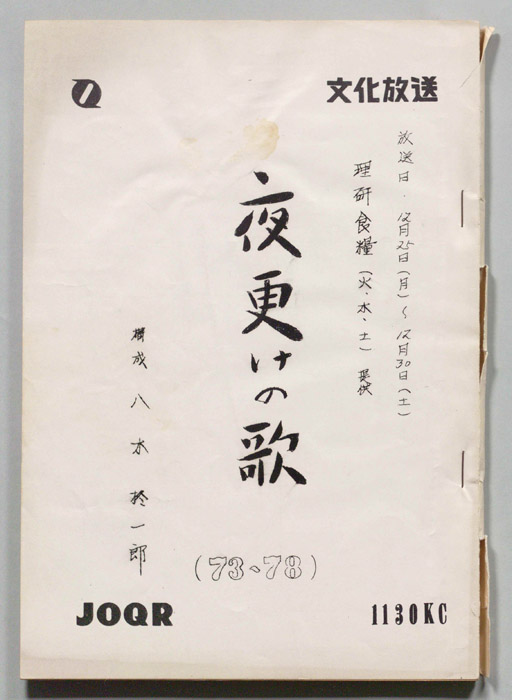 文化放送
放送日. 12月25日(月)〜12月30日(土)
理研食糧(火・水・土)提供
夜更けの歌
(73、78)
構成 八木柊一郎
JOQR
1130KC